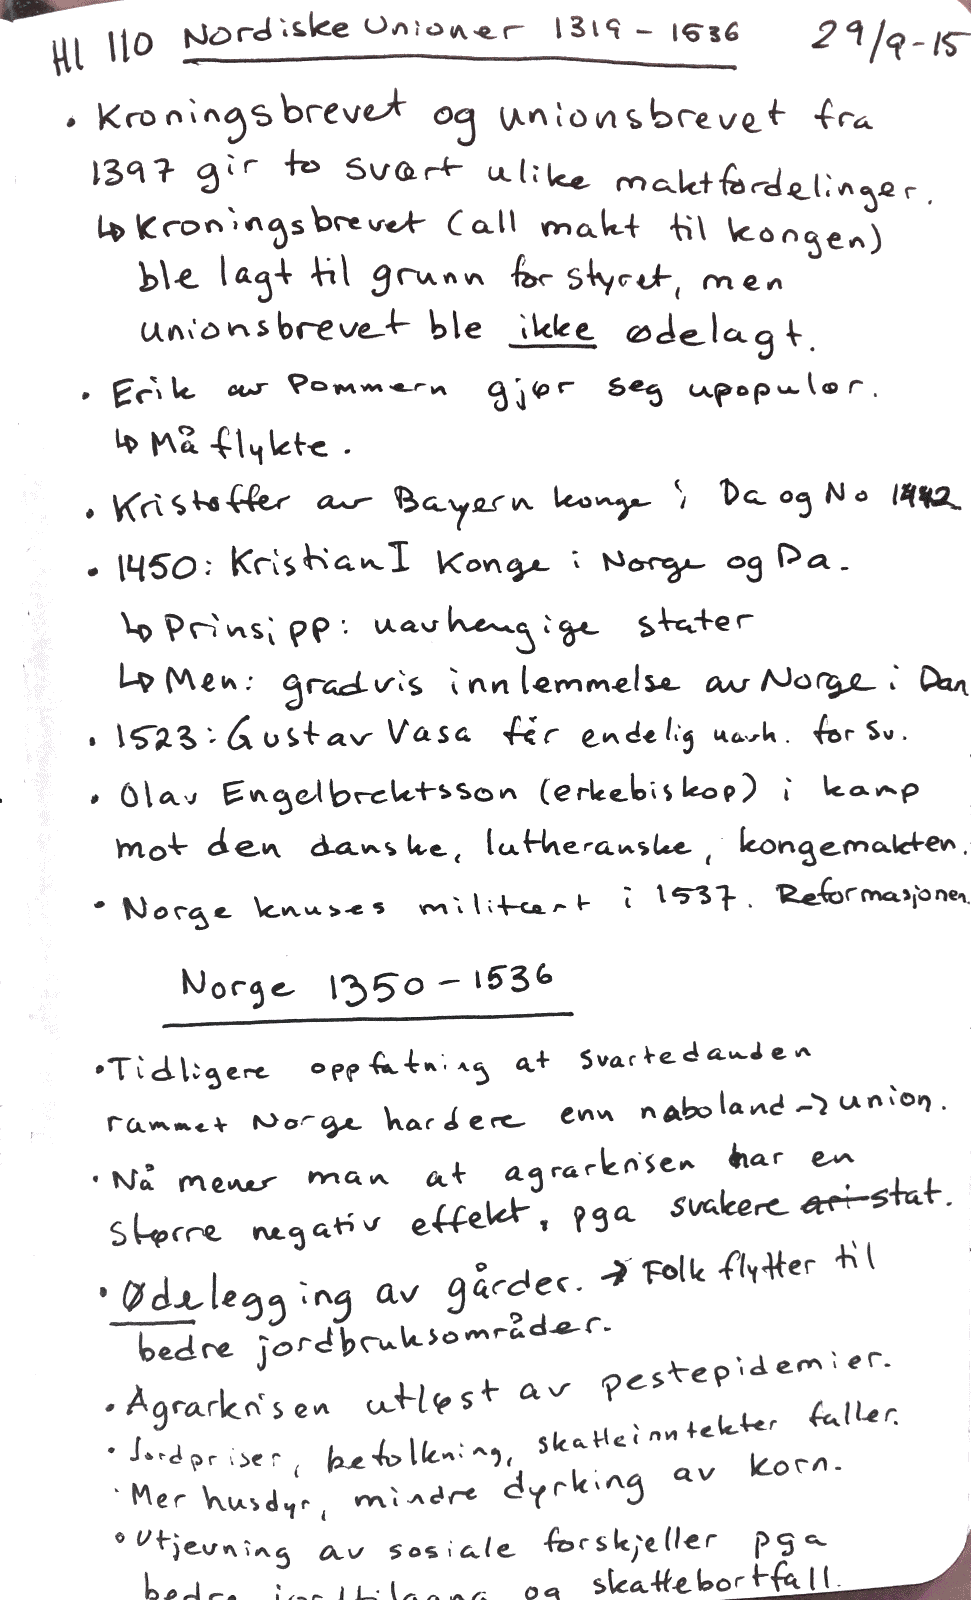 HI 110 Nordiske Unioner 1319 - 1536 29/9-15
• Kroningsbrevet og unionsbrevet fra
1397 gir to svært ulike maktfordelinger.
↳ Kroningsbrevet (all makt til kongen)
ble lagt til grunn for styret, men
unionsbrevet ble ikke ødelagt.
• Erik av Pommern gjør seg upopulær.
↳ Må flykte.
• Kristoffer av Bayern konge i Da og No 1442
• 1450: Kristian I Konge i Norge og Da.
↳ Prinsipp: uavhengige stater
↳ Men: gradvis innlemmelse av Norge i Dan
• 1523: Gustav Vasa får endelig uavh. for Sv.
• Olav Engelbrektsson (erkebiskop) i kamp
mot den danske, lutheranske, kongemakten.
• Norge knuses militært i 1537. Reformasjonen.
Norge 1350 - 1536
• Tidligere oppfatning at svartedauden
rammet Norge hardere enn naboland → union.
• Nå mener man at agrarkrisen har en
større negativ effekt, pga svakere stat.
• Ødelegging av gårder. → Folk flytter til
bedre jordbruksområder.
• Agrarkrisen utløst av pestepidemier.
• Jordpriser, befolkning, skatteinntekter faller.
• Mer husdyr, mindre dyrking av korn.
• Utjevning av sosiale forskjeller pga
bedre jordtilgang og skattebortfall.